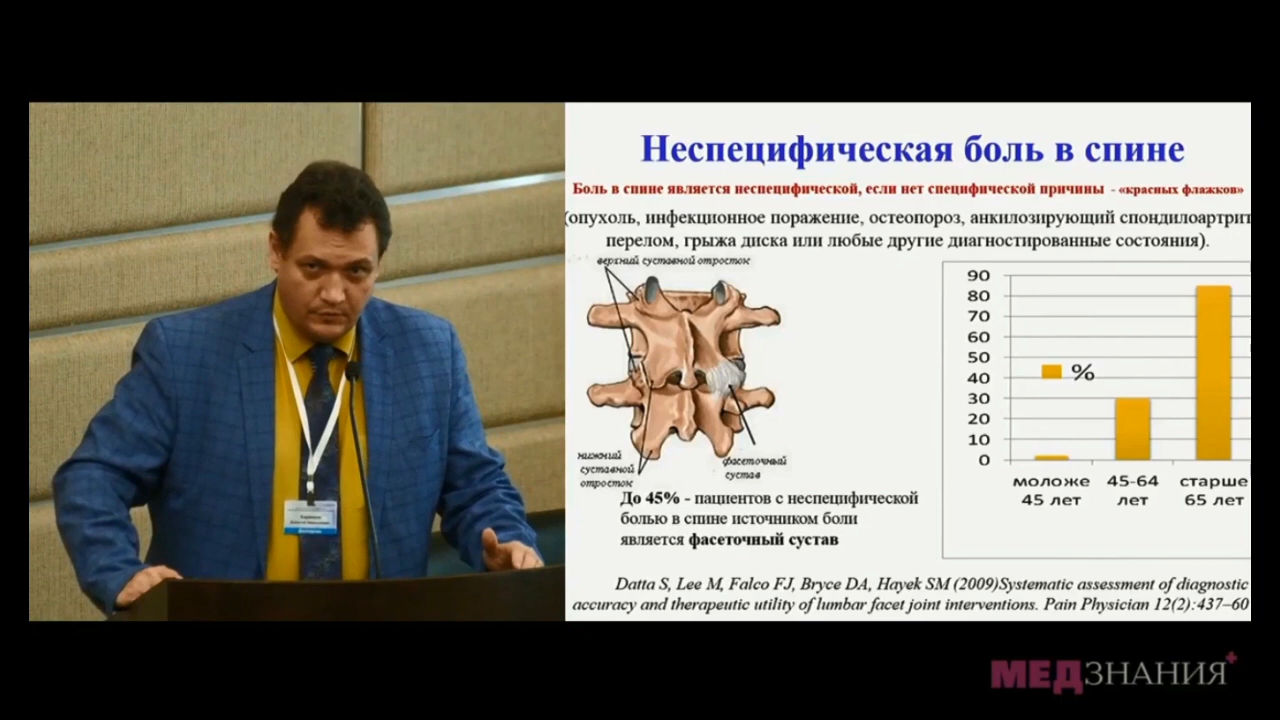 Неспецифическая боль в спине
Боль в спине является неспецифической, если нет специфической причины - «красных флажков»
(опухоль, инфекционное поражение, остеопороз, анкилозирующий спондилоартрит
перелом, грыжа диска или любые другие диагностированные состояния).
верхний суставной отросток
нижний
суставной
отросток
фасеточный
сустав
До 45% - пациентов с неспецифической
болью в спине источником боли
является фасеточный сустав
90
80
70
60
50
40
30
20
10
0
%
моложе
45 лет
45-64
лет
старше
65 лет
Datta S, Lee M, Falco FJ, Bryce DA, Hayek SM (2009)Systematic assessment of diagnostic
accuracy and therapeutic utility of lumbar facet joint interventions. Pain Physician 12(2):437–60
МЕДЗНАНИЯ+